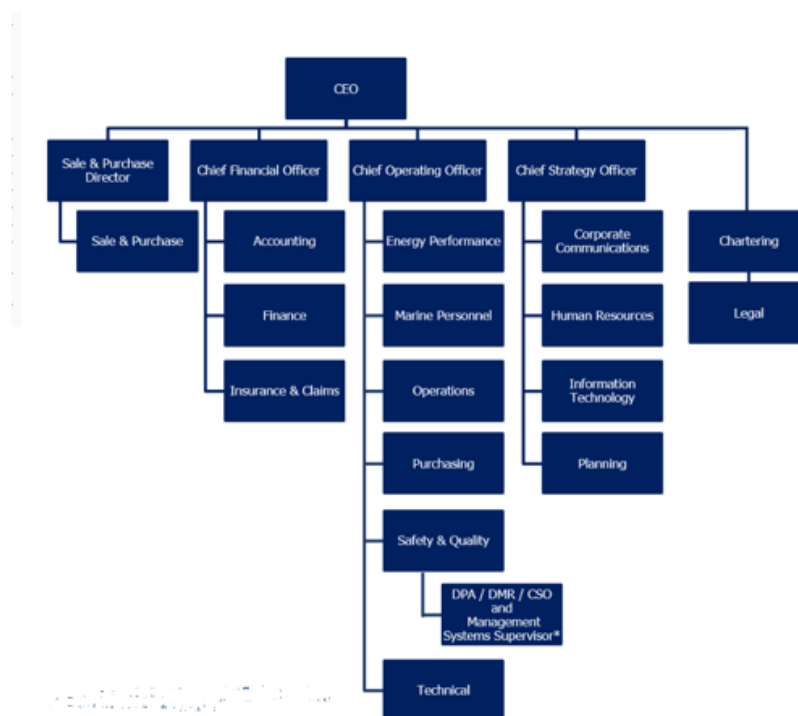 CEO
Sale & Purchase
Director
Chief Financial Officer
Chief Operating Officer
Chief Strategy Officer
Sale & Purchase
Accounting
Energy Performance
Corporate
Communications
Chartering
Finance
Marine Personnel
Human Resources
Legal
Insurance & Claims
Operations
Information
Technology
Purchasing
Planning
Safety & Quality
DPA / DMR / CSO
and
Management
Systems Supervisor*
Technical